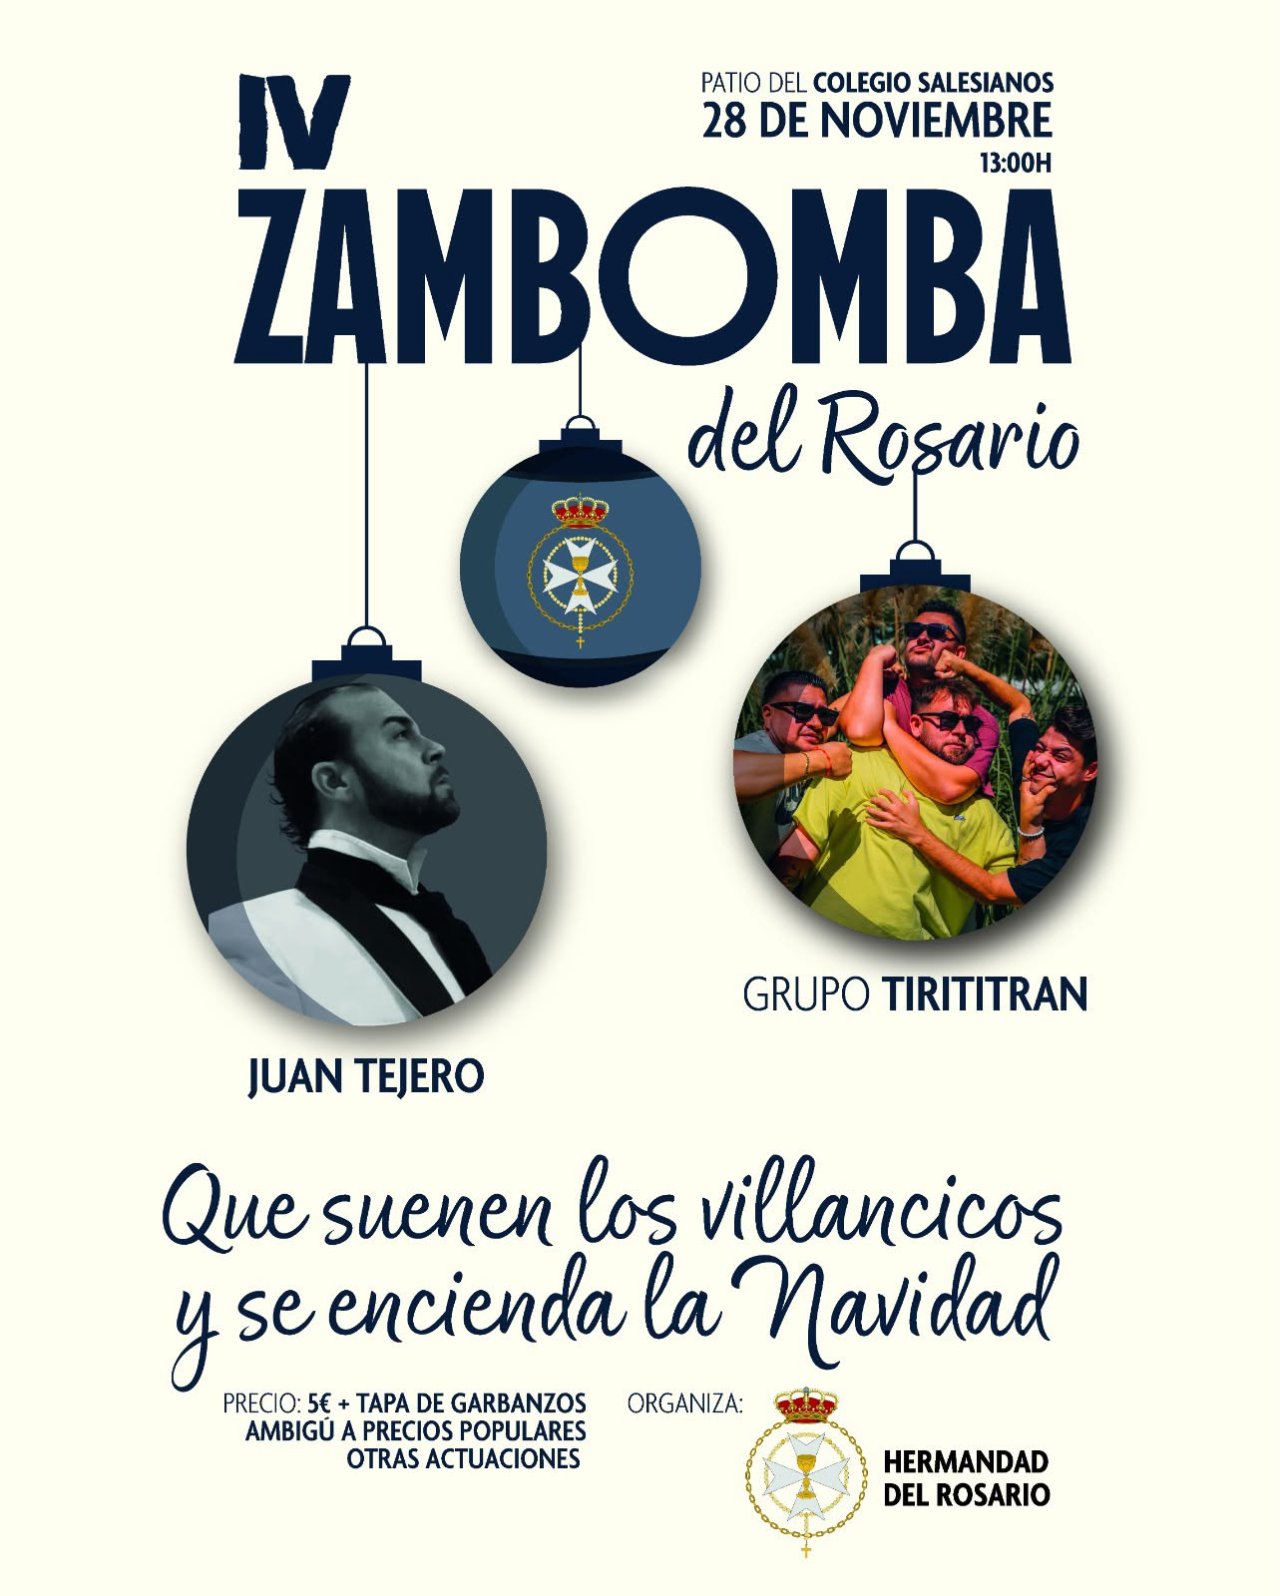 IV
PATIO DEL COLEGIO SALESIANOS
28 DE NOVIEMBRE
13:00H
ZAMBOMBA
del Rosario
GRUPO TIRITITRAN
JUAN TEJERO
Que suenen los villancicos
y se encienda la Navidad
PRECIO: 5€ + TAPA DE GARBANZOS
AMBIGÚ A PRECIOS POPULARES
OTRAS ACTUACIONES
ORGANIZA:
HERMANDAD
DEL ROSARIO